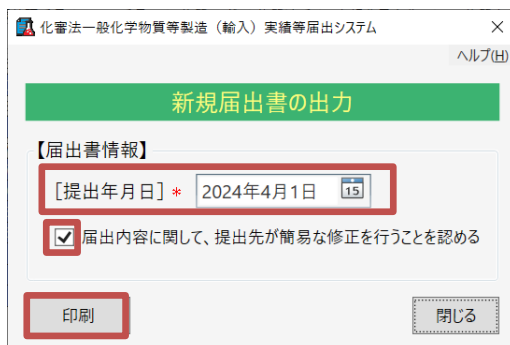 化審法一般化学物質等製造（輸入）実績等届出システム
ヘルプ(H)
新規届出書の出力
【届出書情報】
[提出年月日] * 2024年4月1日 15
届出内容に関して、提出先が簡易な修正を行うことを認める
印刷 閉じる